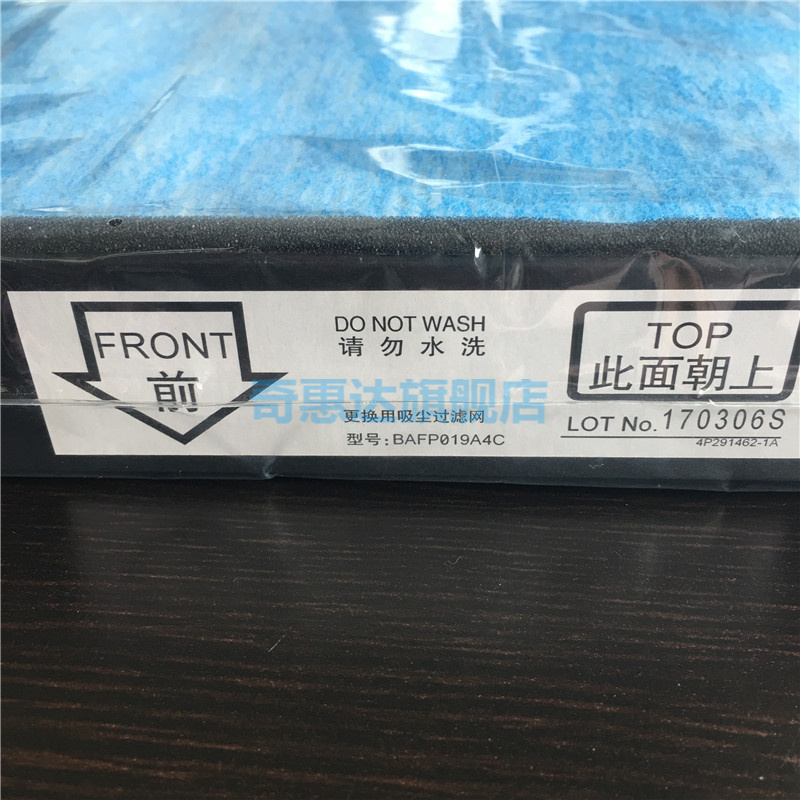 FRONT
前
DO NOT WASH
请勿水洗
TOP
此面朝上
奇惠达旗舰店
更换用吸尘过滤网
型号:BAFP019A4C
LOT No. 170306S
4P291462-1A